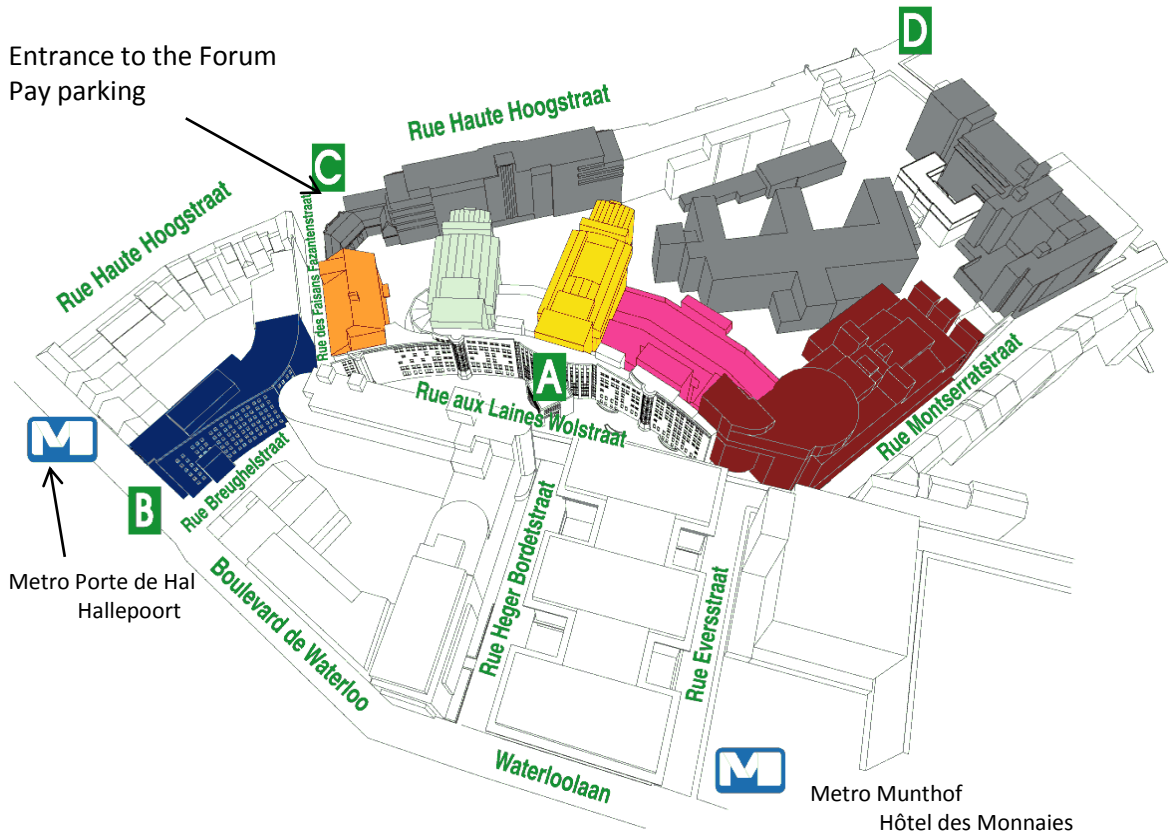 D
Entrance to the Forum
Pay parking
Rue Haute Hoogstraat
C
Rue Haute Hoogstraat
Rue des Faisans Fazantenstraat
A
Rue aux Laines Wolstraat
Rue Montserratstraat
M
B
Rue Breughelstraat
Metro Porte de Hal
Hallepoort
Boulevard de Waterloo
Rue Heger Bordetstraat
Rue Eversstraat
Waterloolaan
M
Metro Munthof
Hôtel des Monnaies